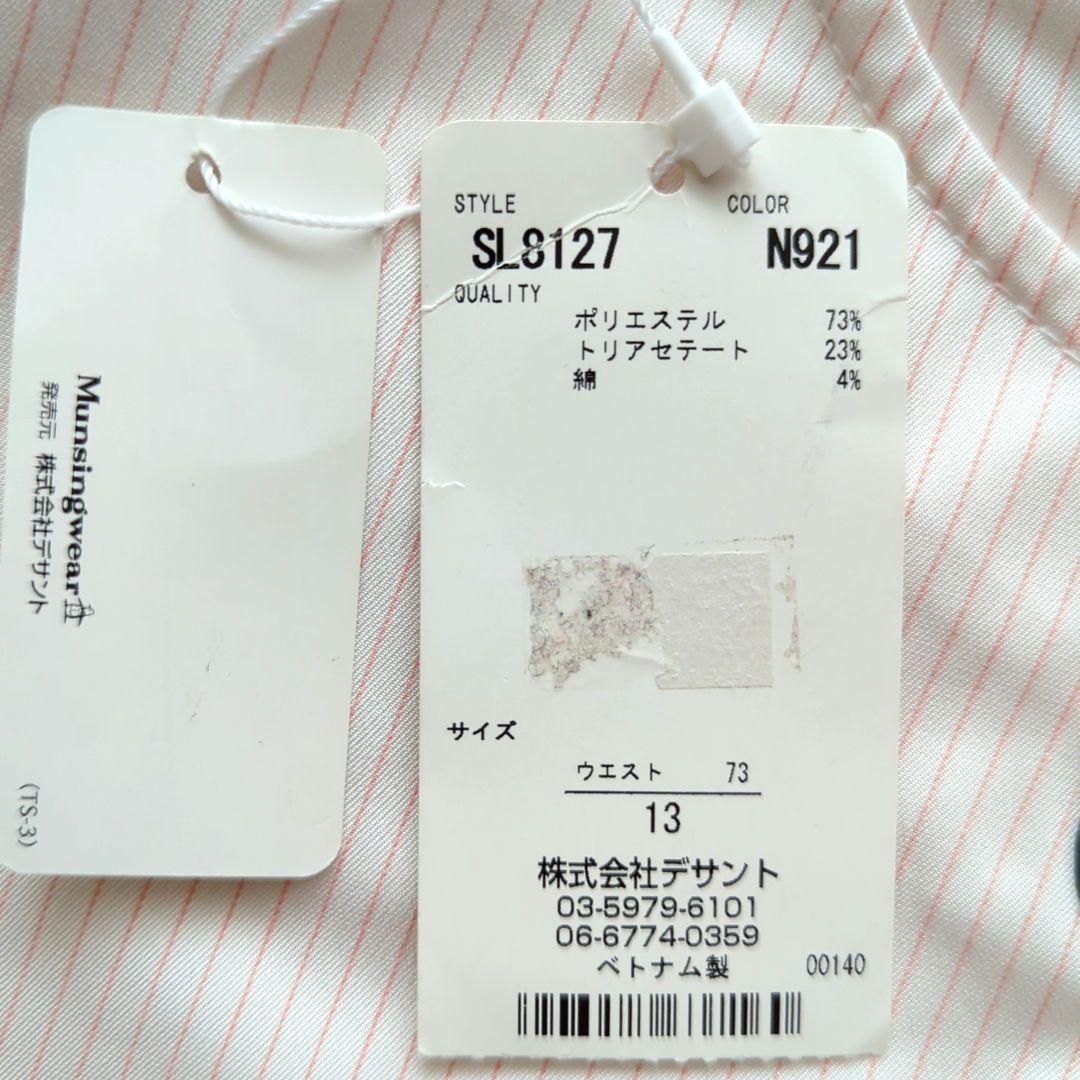 Munsingwear
発売元 株式会社デサント
(TS-3)
STYLE COLOR
SL8127 N921
QUALITY
ポリエステル 73%
トリアセテート 23%
綿 4%
サイズ
ウエスト 73
13
株式会社デサント
03-5979-6101
06-6774-0359
ベトナム製 00140